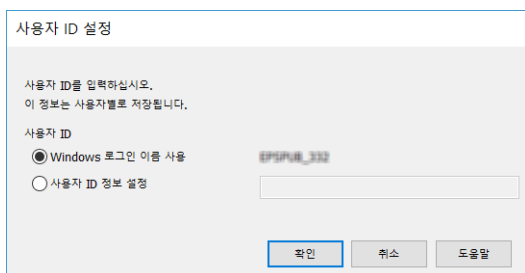 사용자 ID 설정
사용자 ID를 입력하십시오.
이 정보는 사용자별로 저장됩니다.
사용자 ID
Windows 로그인 이름 사용
사용자 ID 정보 설정
확인 취소 도움말